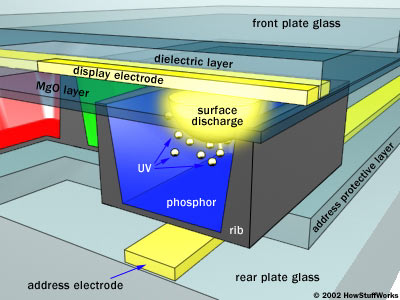 front plate glass
dielectric layer
display electrode
MgO layer
surface
discharge
UV
phosphor
rib
address protective layer
address electrode
rear plate glass
© 2002 HowStuffWorks